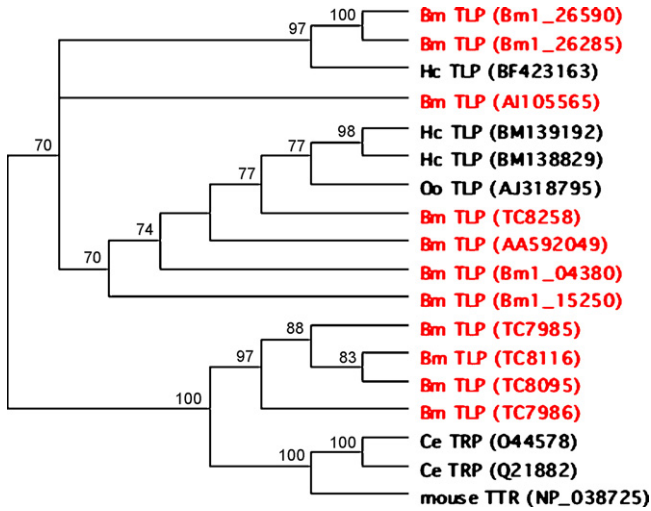 100
Bm TLP (Bm1_26590)
97
Bm TLP (Bm1_26285)
Hc TLP (BF423163)
Bm TLP (AI105565)
98
Hc TLP (BM139192)
70
77
Hc TLP (BM138829)
77
Oo TLP (AJ318795)
Bm TLP (TC8258)
74
Bm TLP (AA592049)
70
Bm TLP (Bm1_04380)
Bm TLP (Bm1_15250)
88
Bm TLP (TC7985)
97
83
Bm TLP (TC8116)
Bm TLP (TC8095)
100
Bm TLP (TC7986)
100
Ce TRP (O44578)
100
Ce TRP (Q21882)
mouse TTR (NP_038725)